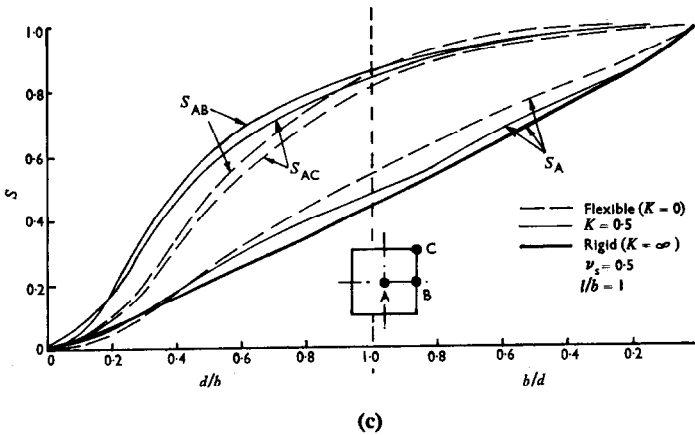 1·0
0·8
0·6
0·4
0·2
0
S
S_AB
S_AC
S_A
Flexible (K = 0)
K = 0·5
Rigid (K = ∞)
ν_s = 0·5
l/b = 1
C
A
B
0·2 0·4 0·6 0·8 1·0 0·8 0·6 0·4 0·2
d/b b/d
(c)